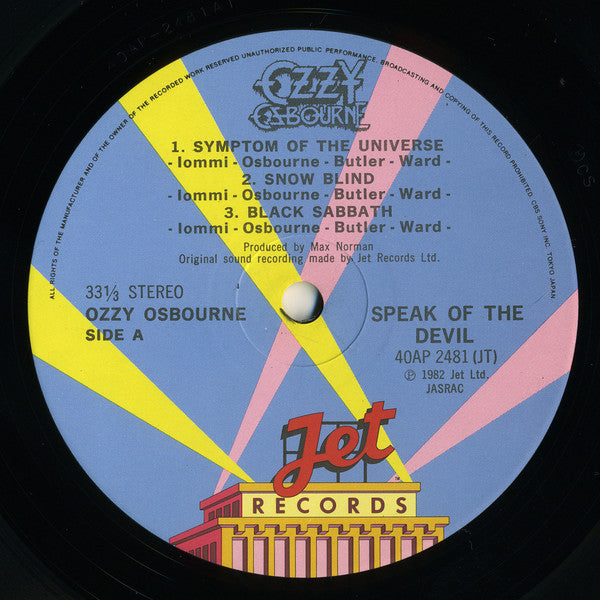 ALL RIGHTS OF THE MANUFACTURER AND OF THE OWNER OF THE RECORDED WORK RESERVED UNAUTHORIZED PUBLIC PERFORMANCE, BROADCASTING AND COPYING OF THIS RECORD PROHIBITED. CBS SONY INC. TOKYO JAPAN
OZZY
OSBOURNE
1. SYMPTOM OF THE UNIVERSE
- Iommi - Osbourne - Butler - Ward -
2. SNOW BLIND
- Iommi - Osbourne - Butler - Ward -
3. BLACK SABBATH
- Iommi - Osbourne - Butler - Ward -
Produced by Max Norman
Original sound recording made by Jet Records Ltd.
33⅓ STEREO
OZZY OSBOURNE
SIDE A
SPEAK OF THE
DEVIL
40AP 2481 (JT)
Ⓟ 1982 Jet Ltd.
JASRAC
Jet
RECORDS